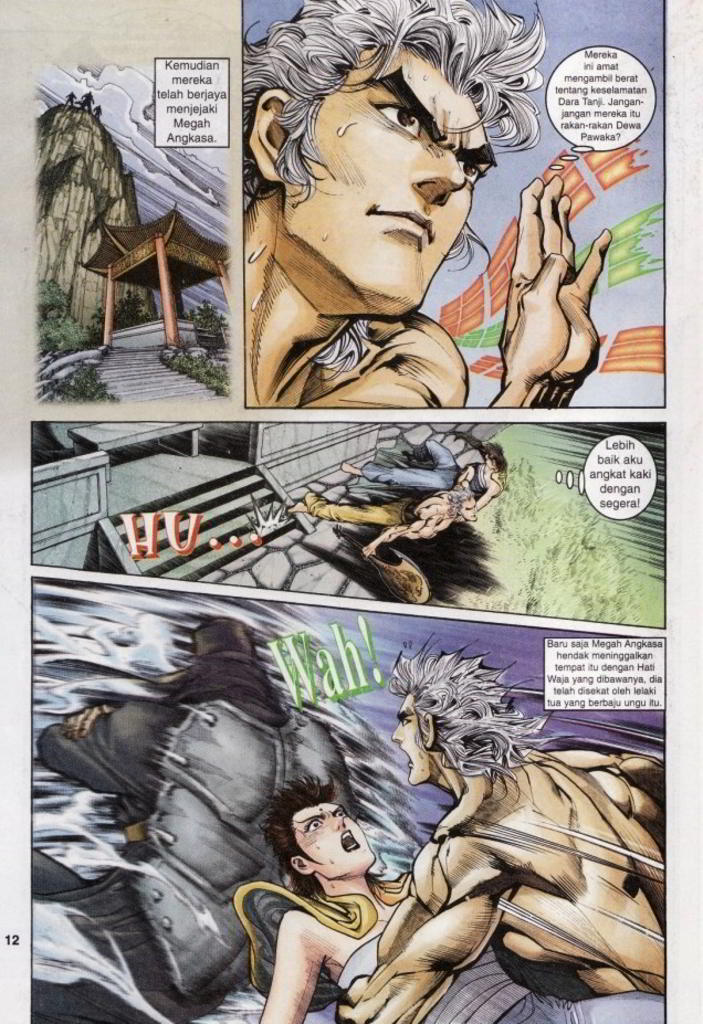 Kemudian
mereka
telah berjaya
menjejaki
Megah
Angkasa.
Mereka
ini amat
mengambil berat
tentang keselamatan
Dara Tanji. Jangan-
jangan mereka itu
rakan-rakan Dewa
Pawaka?
Lebih
baik aku
angkat kaki
dengan
segera!
HU...
Wah!
Baru saja Megah Angkasa
hendak meninggalkan
tempat itu dengan Hati
Waja yang dibawanya, dia
telah disekat oleh lelaki
tua yang berbaju ungu itu.
12